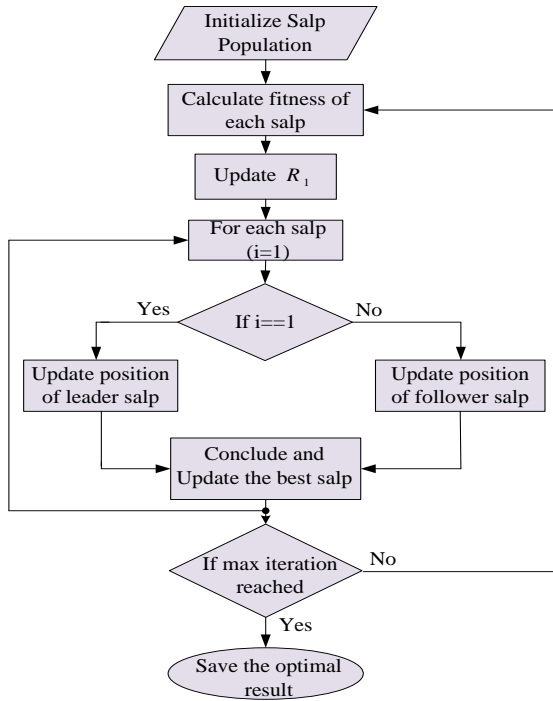 Initialize Salp
Population
Calculate fitness of
each salp
Update R₁
For each salp
(i=1)
Yes
If i==1
No
Update position
of leader salp
Update position
of follower salp
Conclude and
Update the best salp
If max iteration
reached
No
Yes
Save the optimal
result